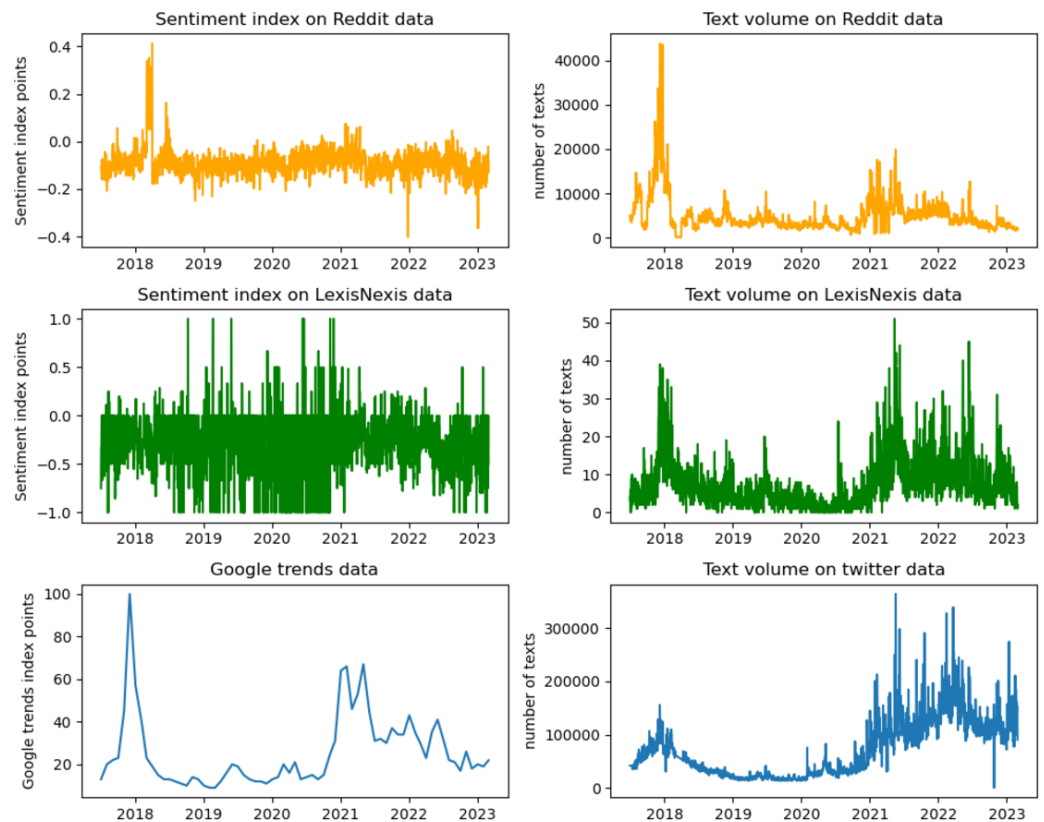 Sentiment index on Reddit data
Sentiment index points
0.4
0.2
0.0
−0.2
−0.4
2018 2019 2020 2021 2022 2023
Text volume on Reddit data
number of texts
40000
30000
20000
10000
0
2018 2019 2020 2021 2022 2023
Sentiment index on LexisNexis data
Sentiment index points
1.0
0.5
0.0
−0.5
−1.0
2018 2019 2020 2021 2022 2023
Text volume on LexisNexis data
number of texts
50
40
30
20
10
0
2018 2019 2020 2021 2022 2023
Google trends data
Google trends index points
100
80
60
40
20
2018 2019 2020 2021 2022 2023
Text volume on twitter data
number of texts
300000
200000
100000
0
2018 2019 2020 2021 2022 2023